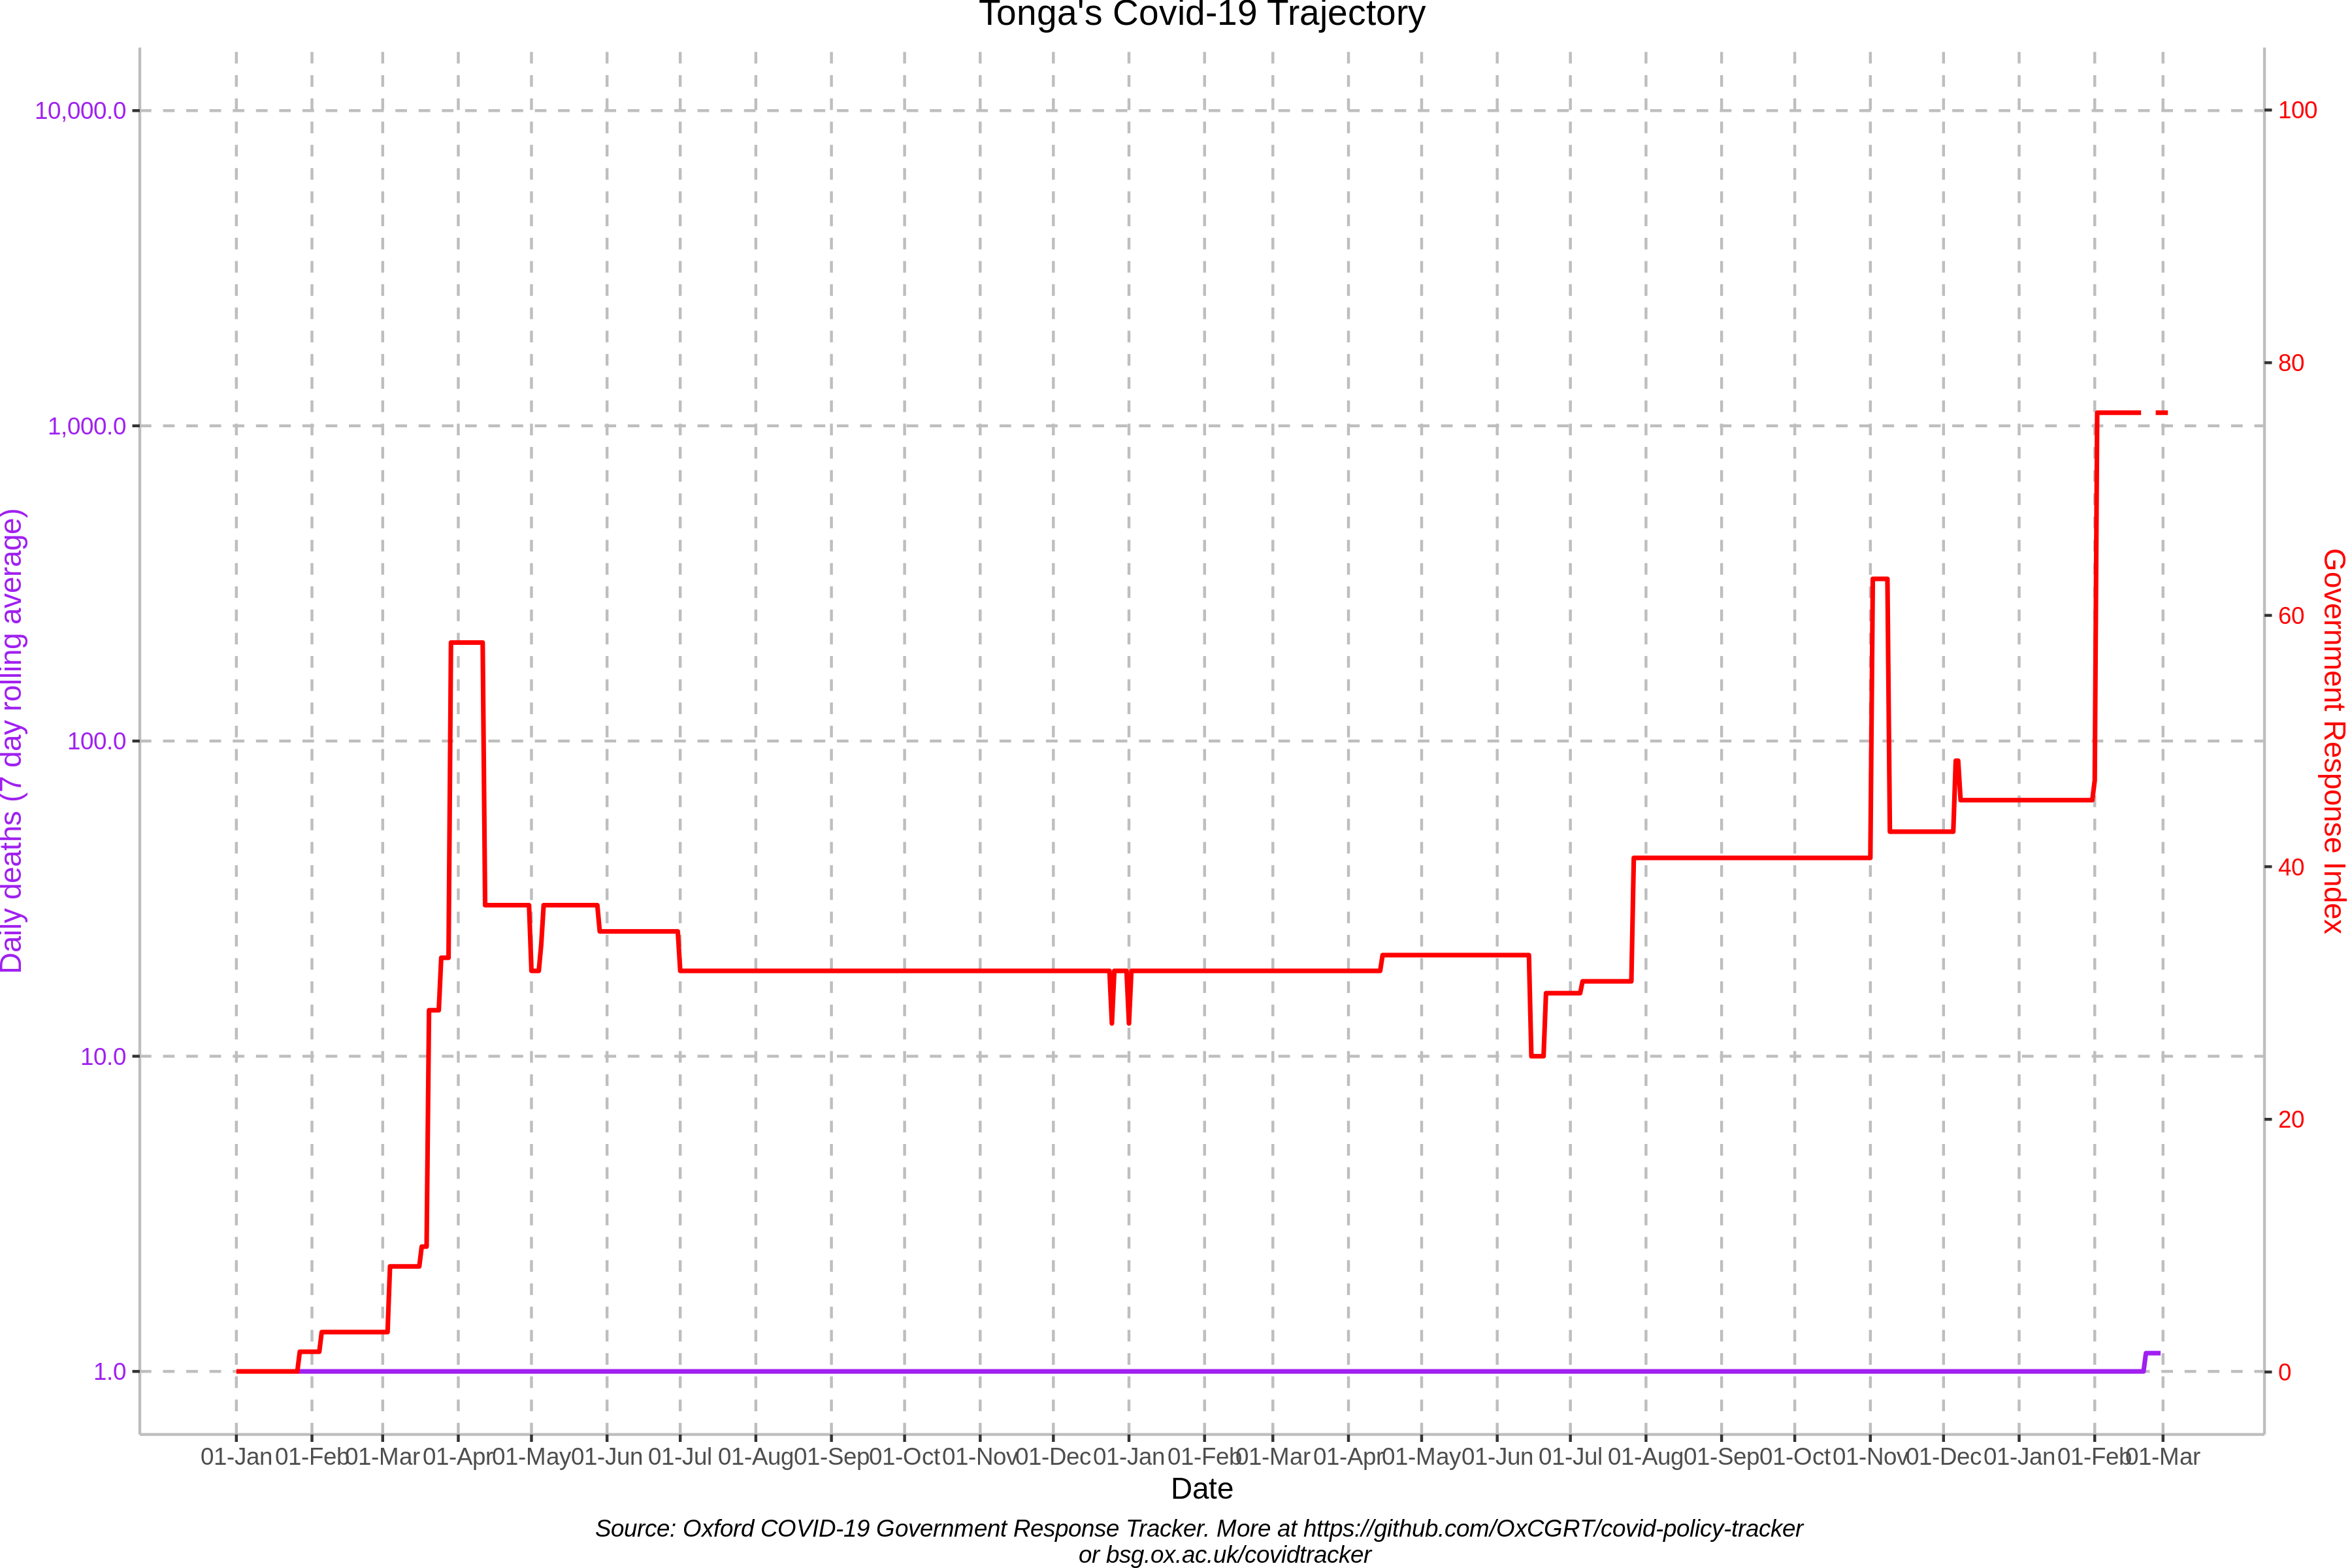 Tonga's Covid-19 Trajectory
10,000.0
1,000.0
100.0
10.0
1.0
Daily deaths (7 day rolling average)
100
80
60
40
20
0
Government Response Index
01-Jan 01-Feb 01-Mar 01-Apr 01-May 01-Jun 01-Jul 01-Aug 01-Sep 01-Oct 01-Nov 01-Dec 01-Jan 01-Feb 01-Mar 01-Apr 01-May 01-Jun 01-Jul 01-Aug 01-Sep 01-Oct 01-Nov 01-Dec 01-Jan 01-Feb 01-Mar
Date
Source: Oxford COVID-19 Government Response Tracker. More at https://github.com/OxCGRT/covid-policy-tracker
or bsg.ox.ac.uk/covidtracker